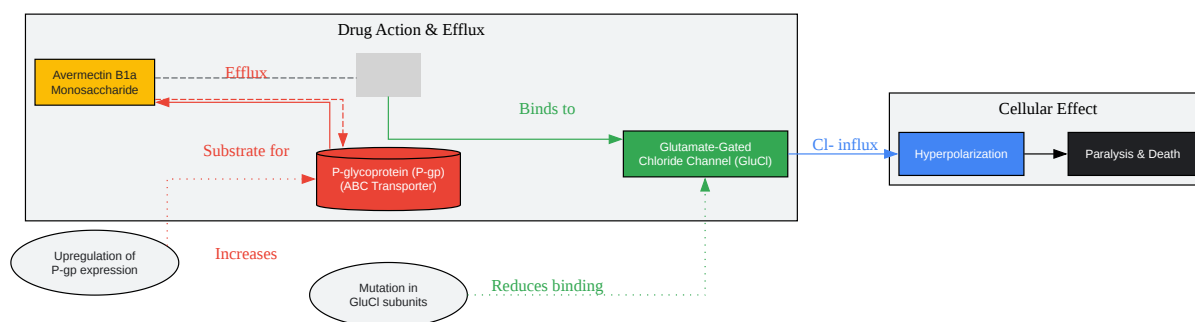 Drug Action & Efflux
Avermectin B1a
Monosaccharide
Efflux
Binds to
Substrate for
P-glycoprotein (P-gp)
(ABC Transporter)
Glutamate-Gated
Chloride Channel (GluCl)
Cl- influx
Cellular Effect
Hyperpolarization
Paralysis & Death
Upregulation of
P-gp expression
Increases
Mutation in
GluCl subunits
Reduces binding